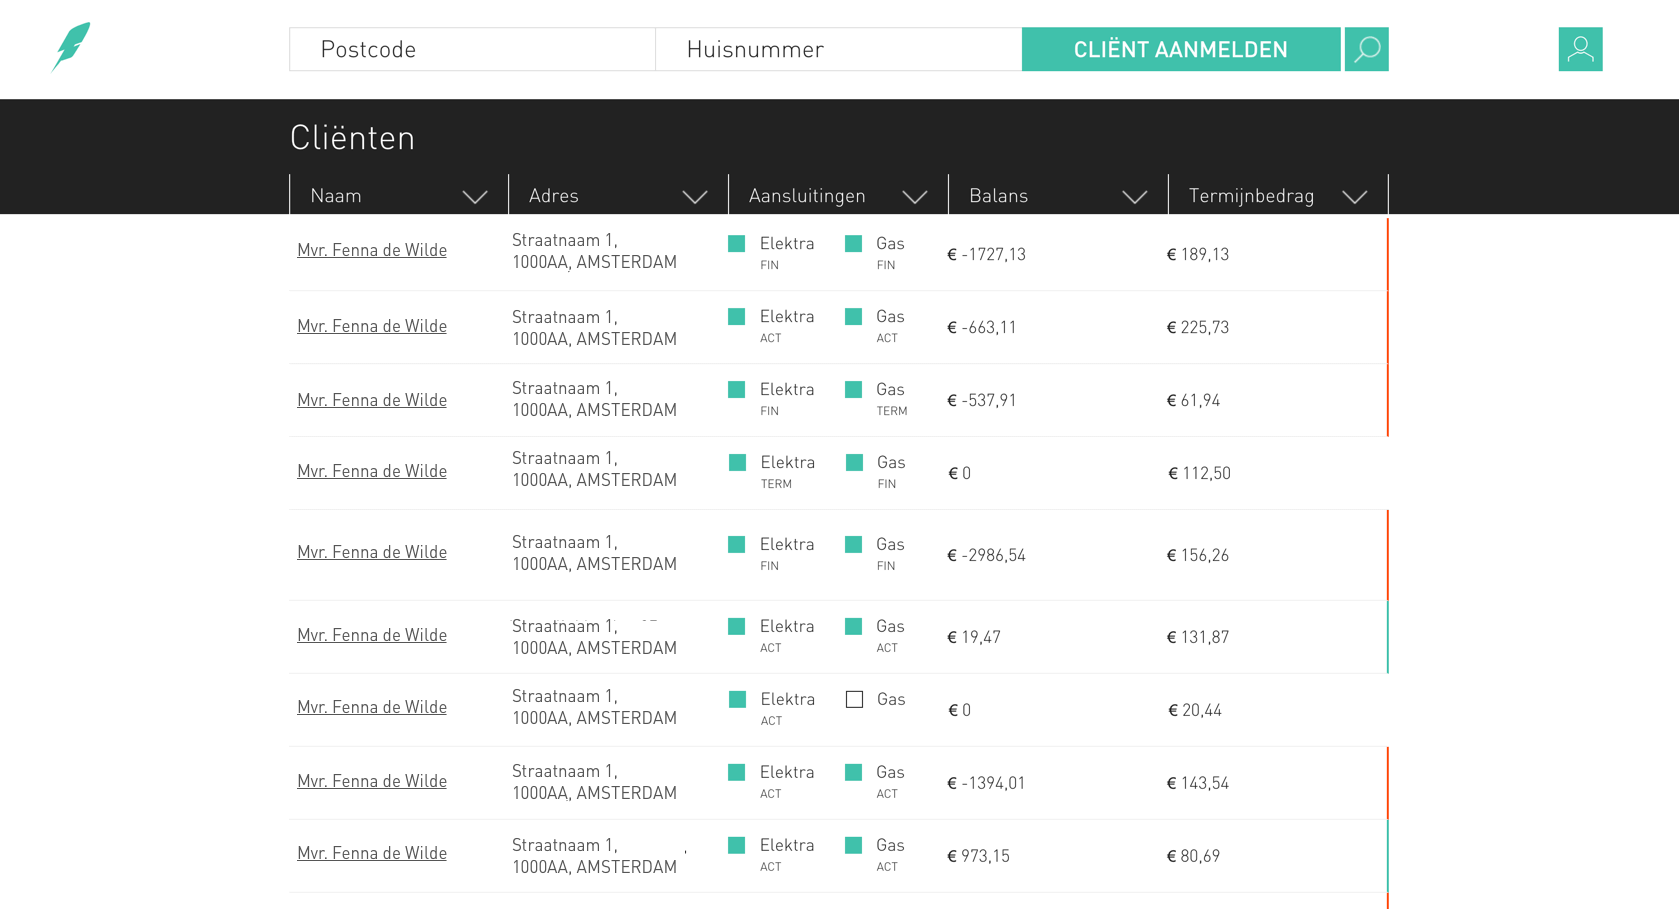 Postcode Huisnummer CLIËNT AANMELDEN
Cliënten
Naam Adres Aansluitingen Balans Termijnbedrag
Mvr. Fenna de Wilde
Straatnaam 1,
1000AA, AMSTERDAM
Elektra Gas
FIN FIN
€ -1727,13 € 189,13
Mvr. Fenna de Wilde
Straatnaam 1,
1000AA, AMSTERDAM
Elektra Gas
ACT ACT
€ -663,11 € 225,73
Mvr. Fenna de Wilde
Straatnaam 1,
1000AA, AMSTERDAM
Elektra Gas
FIN TERM
€ -537,91 € 61,94
Mvr. Fenna de Wilde
Straatnaam 1,
1000AA, AMSTERDAM
Elektra Gas
TERM FIN
€ 0 € 112,50
Mvr. Fenna de Wilde
Straatnaam 1,
1000AA, AMSTERDAM
Elektra Gas
FIN FIN
€ -2986,54 € 156,26
Mvr. Fenna de Wilde
Straatnaam 1,
1000AA, AMSTERDAM
Elektra Gas
ACT ACT
€ 19,47 € 131,87
Mvr. Fenna de Wilde
Straatnaam 1,
1000AA, AMSTERDAM
Elektra Gas
ACT
€ 0 € 20,44
Mvr. Fenna de Wilde
Straatnaam 1,
1000AA, AMSTERDAM
Elektra Gas
ACT ACT
€ -1394,01 € 143,54
Mvr. Fenna de Wilde
Straatnaam 1,
1000AA, AMSTERDAM
Elektra Gas
ACT ACT
€ 973,15 € 80,69